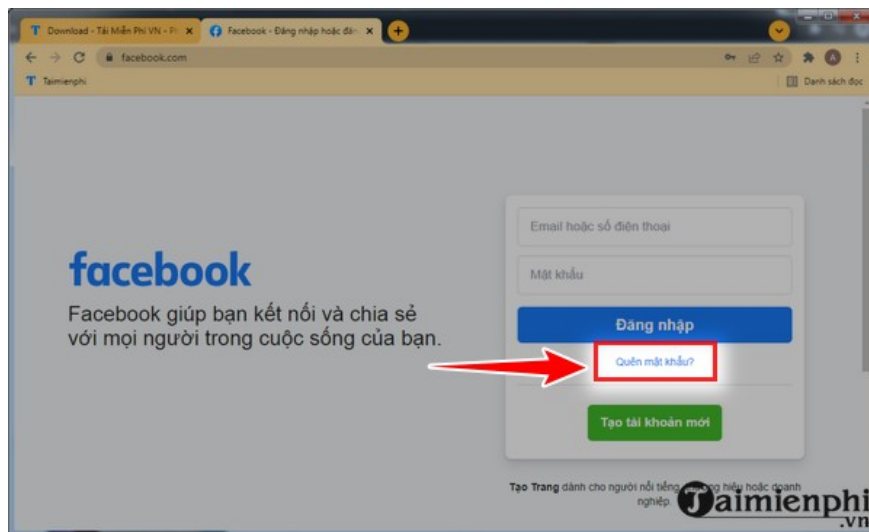 Download - Tải Miễn Phí VN - Ph
Facebook - Đăng nhập hoặc đăn
facebook.com
A
Taimienphi
Danh sách đọc
Email hoặc số điện thoại
facebook
Mật khẩu
Facebook giúp bạn kết nối và chia sẻ
với mọi người trong cuộc sống của bạn.
Đăng nhập
Quên mật khẩu?
Tạo tài khoản mới
Tạo Trang dành cho người nổi tiếng, hiệu hoặc doanh
nghiệp.
Taimienphi
.vn